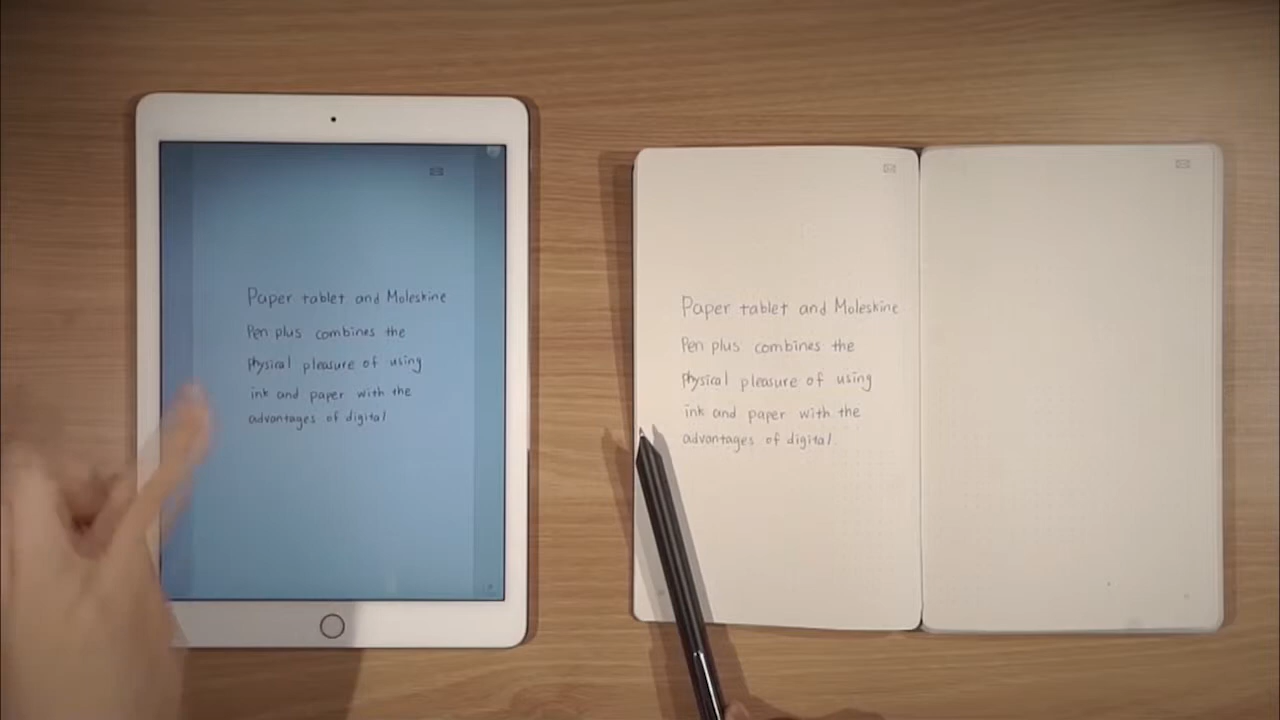 Paper tablet and Moleskine
Pen plus combines the
physical pleasure of using
ink and paper with the
advantages of digital
Paper tablet and Moleskine
Pen plus combines the
physical pleasure of using
ink and paper with the
advantages of digital.